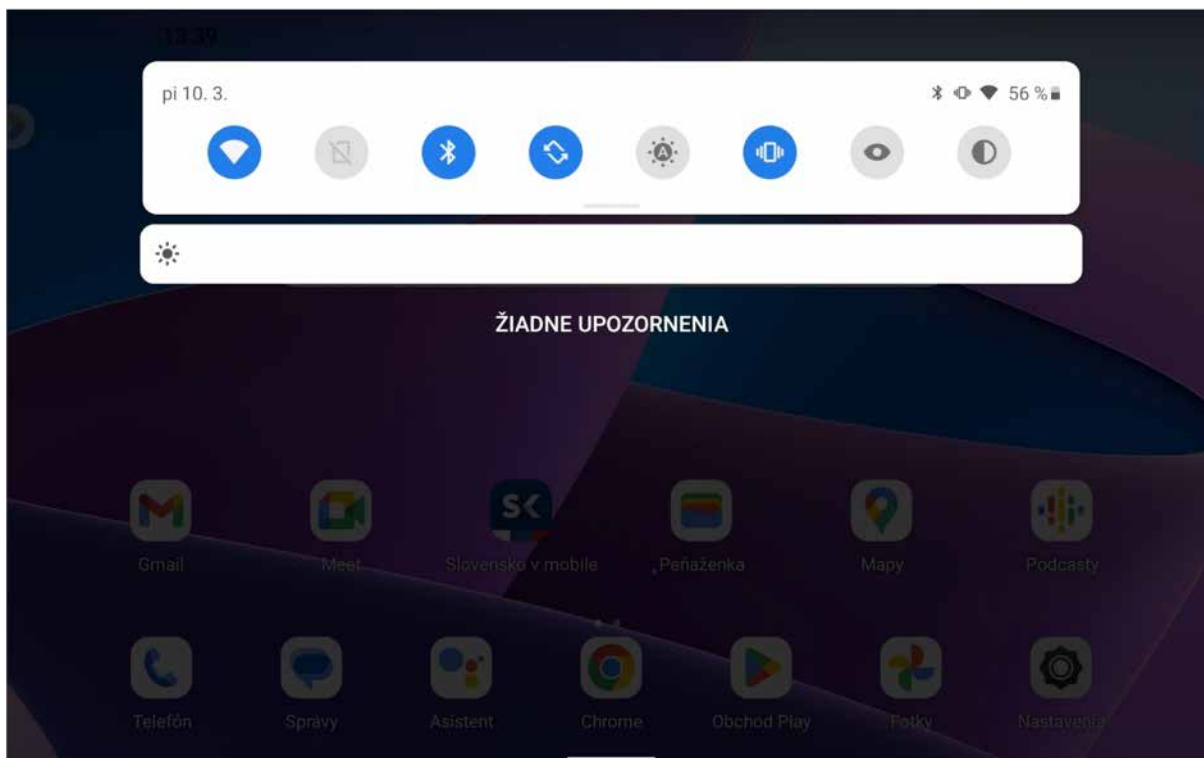 13:39
pi 10. 3.
56 %
ŽIADNE UPOZORNENIA
SK
Gmail
Meet
Slovensko v mobile
Peňaženka
Mapy
Podcasty
Telefón
Správy
Asistent
Chrome
Obchod Play
Fotky
Nastavenia